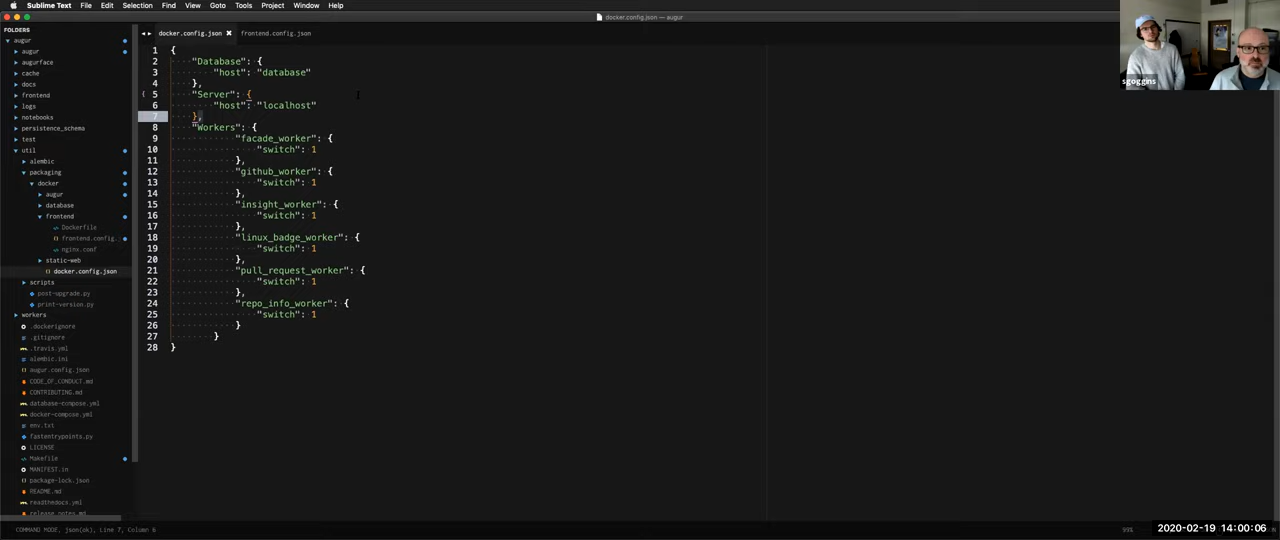 Sublime Text File Edit Selection Find View Goto Tools Project Window Help
docker.config.json — augur
FOLDERS
augur
augur
augurface
cache
docs
frontend
logs
notebooks
persistence_schema
test
util
alembic
packaging
docker
augur
database
frontend
Dockerfile
frontend.config.
nginx.conf
static-web
docker.config.json
scripts
post-upgrade.py
print-version.py
workers
.dockerignore
.gitignore
.travis.yml
alembic.ini
augur.config.json
CODE_OF_CONDUCT.md
CONTRIBUTING.md
database-compose.yml
docker-compose.yml
env.txt
fastentrypoints.py
LICENSE
Makefile
MANIFEST.in
package-lock.json
README.md
readthedocs.yml
release_notes.md
docker.config.json frontend.config.json
1 {
2 "Database": {
3 "host": "database"
4 },
5 "Server": {
6 "host": "localhost"
7 },
8 "Workers": {
9 "facade_worker": {
10 "switch": 1
11 },
12 "github_worker": {
13 "switch": 1
14 },
15 "insight_worker": {
16 "switch": 1
17 },
18 "linux_badge_worker": {
19 "switch": 1
20 },
21 "pull_request_worker": {
22 "switch": 1
23 },
24 "repo_info_worker": {
25 "switch": 1
26 }
27 }
28 }
sgoggins
COMMAND MODE, json(ok), Line 7, Column 6
99%
2020-02-19 14:00:06